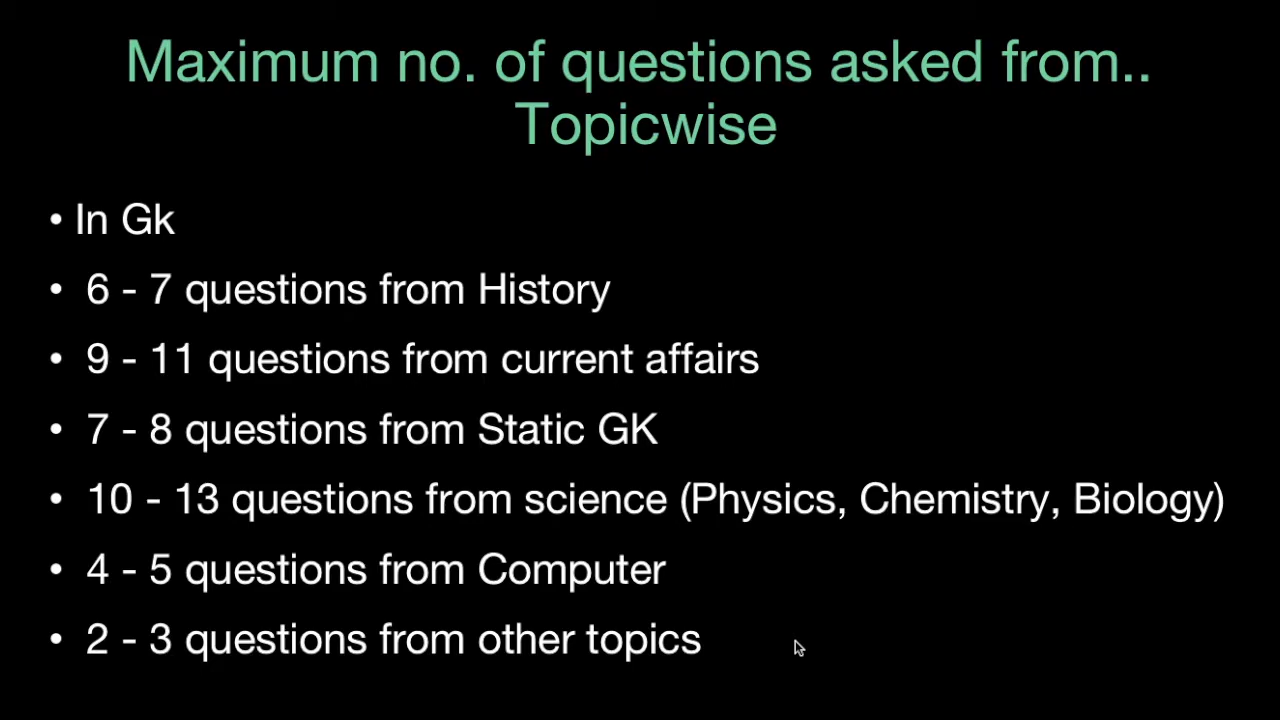 Maximum no. of questions asked from..
Topicwise
• In Gk
• 6 - 7 questions from History
• 9 - 11 questions from current affairs
• 7 - 8 questions from Static GK
• 10 - 13 questions from science (Physics, Chemistry, Biology)
• 4 - 5 questions from Computer
• 2 - 3 questions from other topics